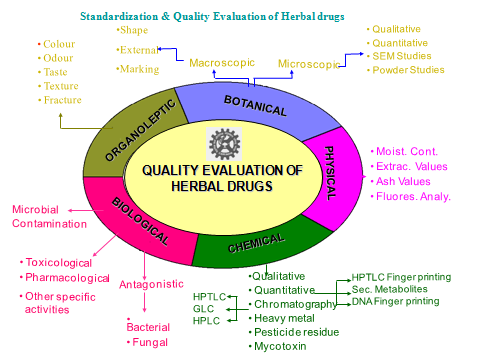 Standardization & Quality Evaluation of Herbal drugs
•Colour
•Odour
•Taste
•Texture
•Fracture
•Shape
•External
•Marking
Macroscopic
Microscopic
•Qualitative
•Quantitative
•SEM Studies
•Powder Studies
ORGANOLEPTIC
BOTANICAL
PHYSICAL
CHEMICAL
BIOLOGICAL
QUALITY EVALUATION OF
HERBAL DRUGS
•Moist. Cont.
•Extrac. Values
•Ash Values
•Fluores. Analy.
Microbial
Contamination
•Toxicological
•Pharmacological
•Other specific
activities
Antagonistic
•Bacterial
•Fungal
•Qualitative
•Quantitative
•Chromatography
•Heavy metal
•Pesticide residue
•Mycotoxin
HPTLC
GLC
HPLC
HPTLC Finger printing
Sec. Metabolites
DNA Finger printing